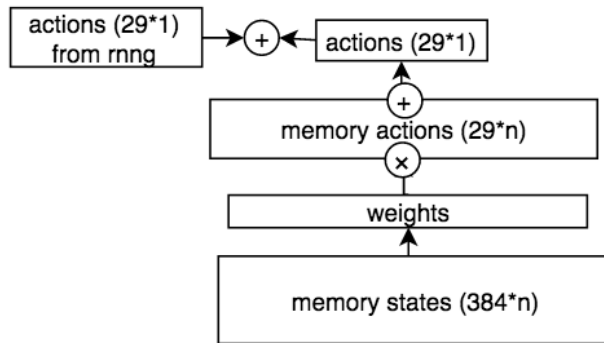 actions (29*1)
from rnng
+
actions (29*1)
+
memory actions (29*n)
×
weights
memory states (384*n)